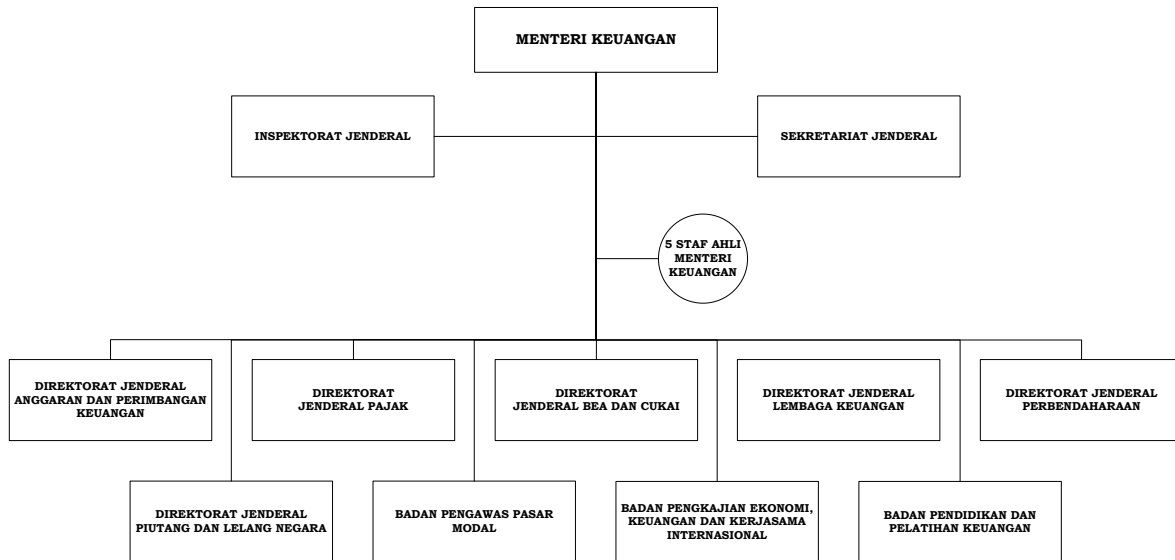 MENTERI KEUANGAN
INSPEKTORAT JENDERAL
SEKRETARIAT JENDERAL
5 STAF AHLI
MENTERI
KEUANGAN
DIREKTORAT JENDERAL
ANGGARAN DAN PERIMBANGAN
KEUANGAN
DIREKTORAT
JENDERAL PAJAK
DIREKTORAT
JENDERAL BEA DAN CUKAI
DIREKTORAT JENDERAL
LEMBAGA KEUANGAN
DIREKTORAT JENDERAL
PERBENDAHARAAN
DIREKTORAT JENDERAL
PIUTANG DAN LELANG NEGARA
BADAN PENGAWAS PASAR
MODAL
BADAN PENGKAJIAN EKONOMI,
KEUANGAN DAN KERJASAMA
INTERNASIONAL
BADAN PENDIDIKAN DAN
PELATIHAN KEUANGAN